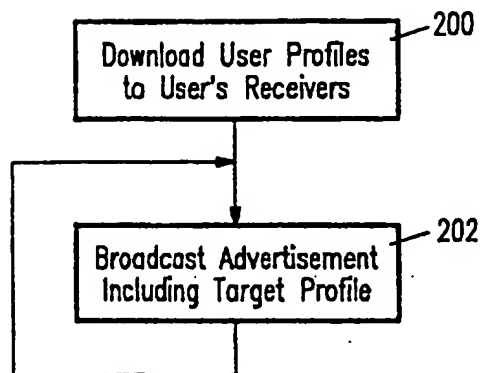 200
Download User Profiles
to User's Receivers
202
Broadcast Advertisement
Including Target Profile